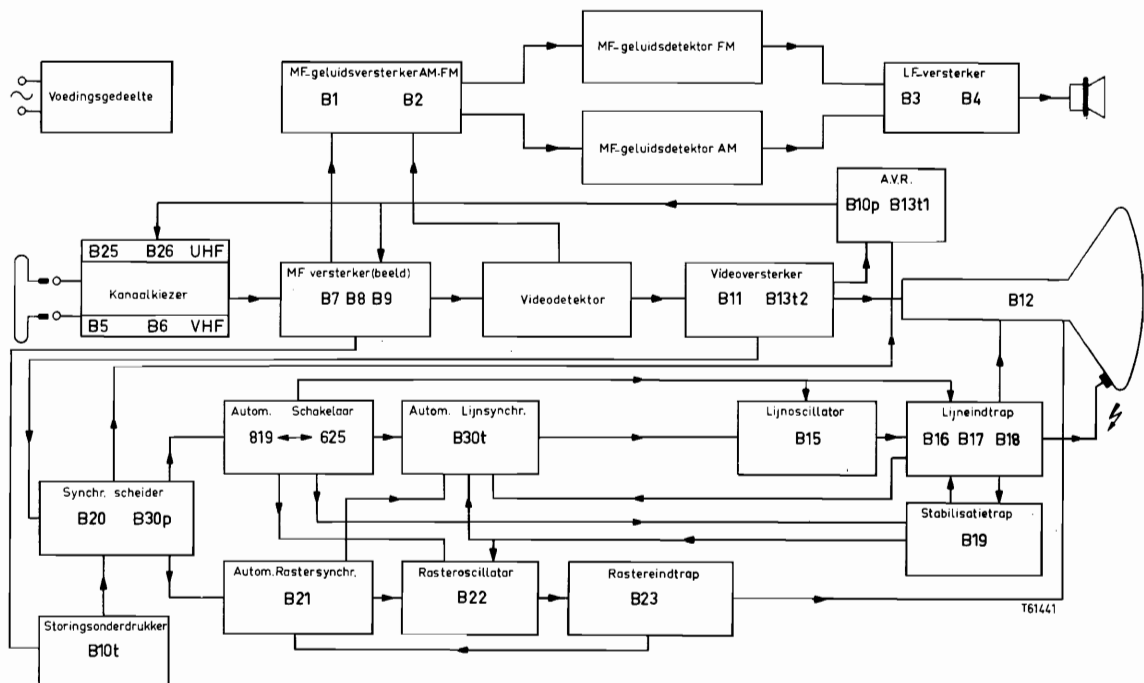 MF-geluidsdetektor FM
MF-geluidsversterker AM-FM
B1 B2
LF-versterker
B3 B4
Voedingsgedeelte
MF-geluidsdetektor AM
A.V.R.
B10p B13t1
B25 B26 UHF
Kanaalkiezer
B5 B6 VHF
MF versterker(beeld)
B7 B8 B9
Videodetektor
Videoversterker
B11 B13t2
B12
Autom. Schakelaar
819 ↔ 625
Autom. Lijnsynchr.
B30t
Lijnoscillator
B15
Lijneindtrap
B16 B17 B18
Synchr. scheider
B20 B30p
Stabilisatietrap
B19
Autom.Rastersynchr.
B21
Rasteroscillatar
B22
Rastereindtrap
B23
T61441
Storingsonderdrukker
B10t